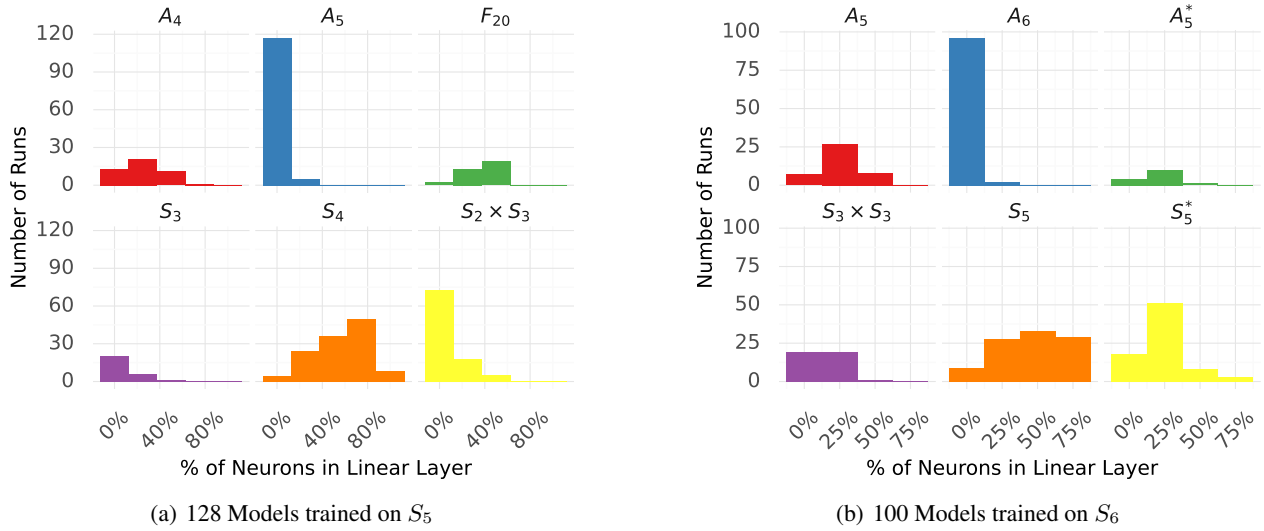 A₄ A₅ F₂₀
120
90
60
30
0
S₃ S₄ S₂ × S₃
120
90
60
30
0
0% 40% 80% 0% 40% 80% 0% 40% 80%
Number of Runs
% of Neurons in Linear Layer
(a) 128 Models trained on S₅
A₅ A₆ A₅*
100
75
50
25
0
S₃ × S₃ S₅ S₅*
100
75
50
25
0
0% 25% 50% 75% 0% 25% 50% 75% 0% 25% 50% 75%
Number of Runs
% of Neurons in Linear Layer
(b) 100 Models trained on S₆